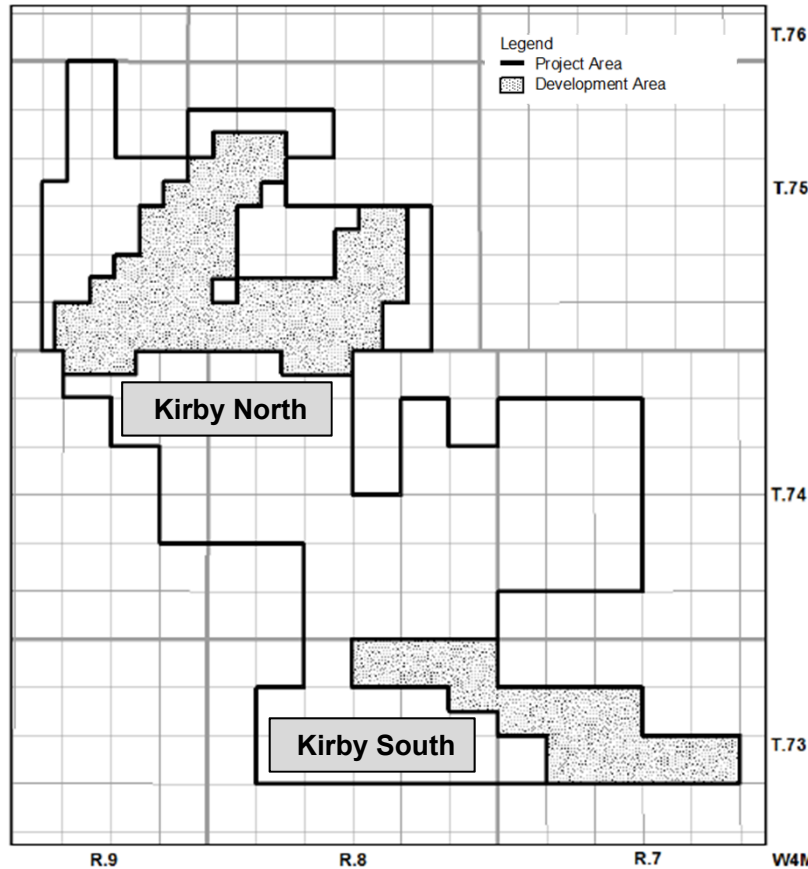 T.76
Legend
Project Area
Development Area
T.75
Kirby North
T.74
Kirby South
T.73
R.9 R.8 R.7 W4M